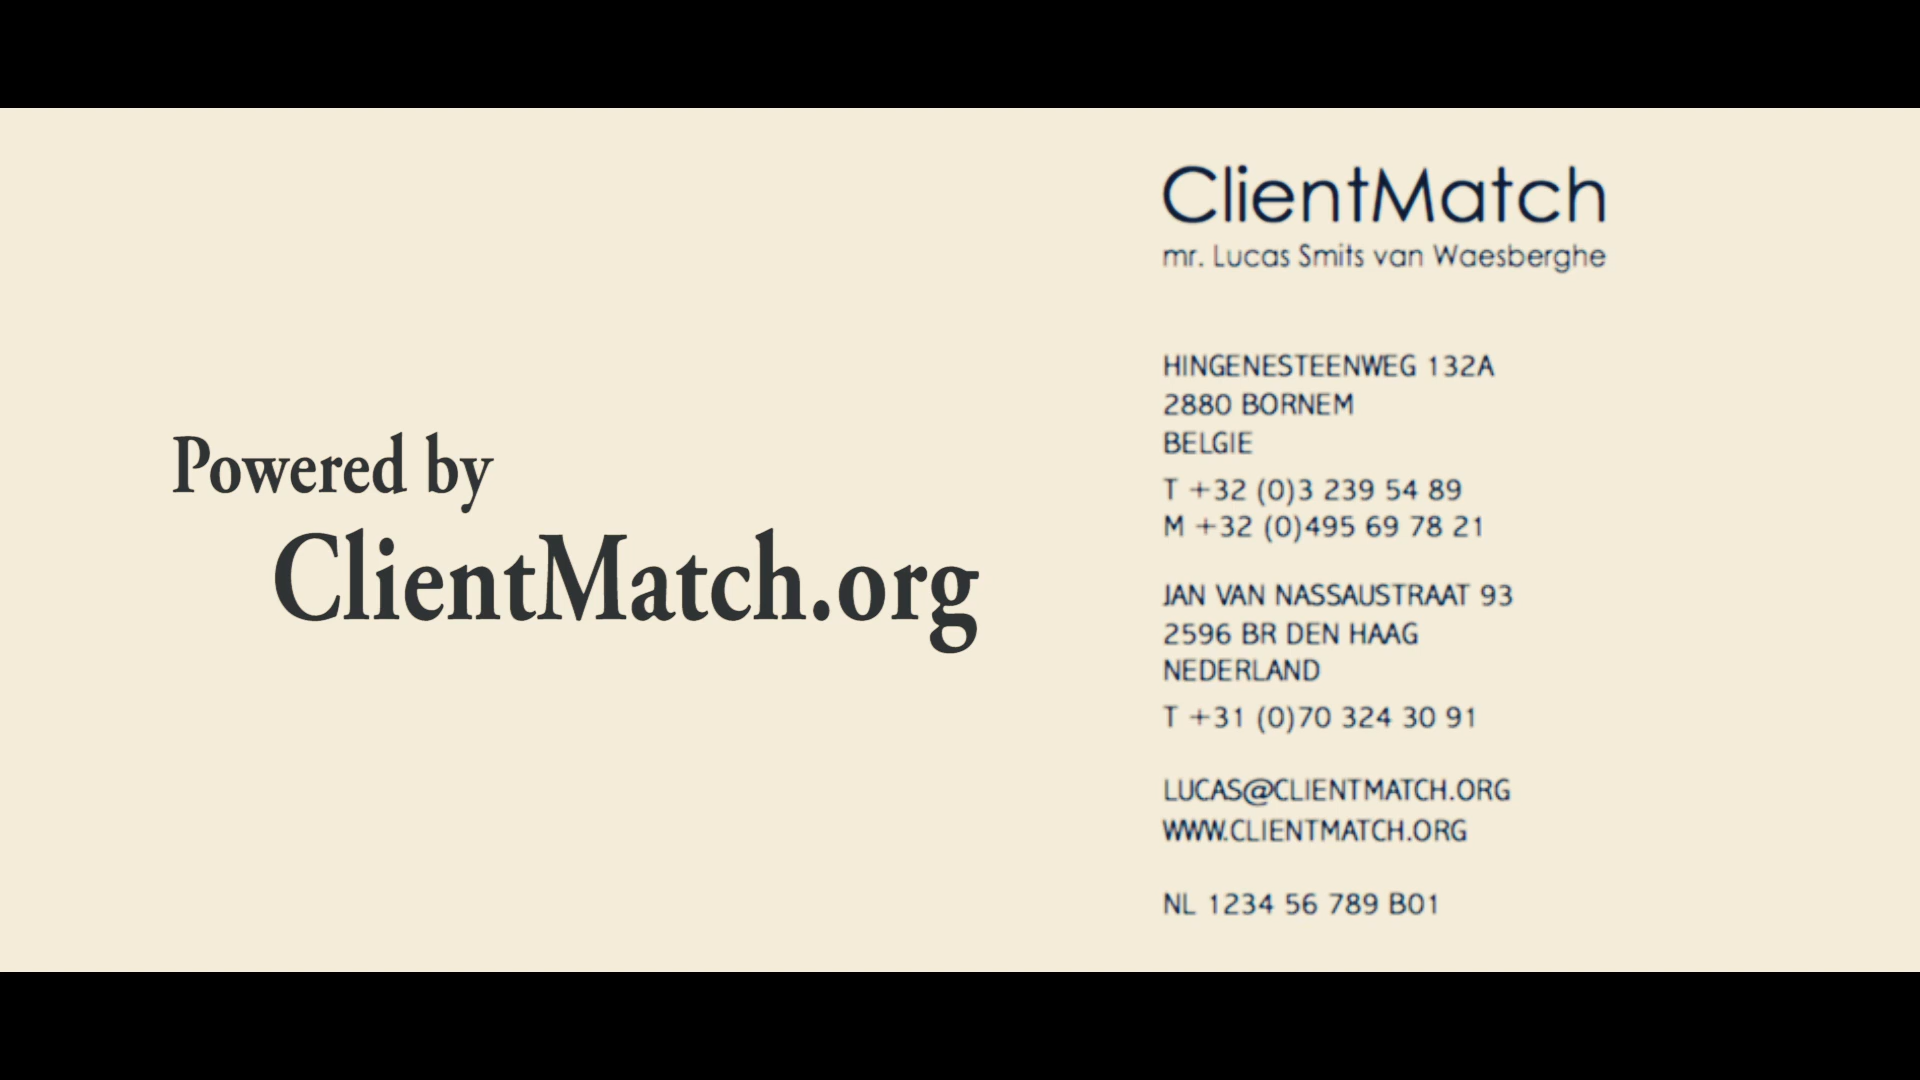 Powered by
ClientMatch.org
ClientMatch
mr. Lucas Smits van Waesberghe
HINGENESTEENWEG 132A
2880 BORNEM
BELGIE
T +32 (0)3 239 54 89
M +32 (0)495 69 78 21
JAN VAN NASSAUSTRAAT 93
2596 BR DEN HAAG
NEDERLAND
T +31 (0)70 324 30 91
LUCAS@CLIENTMATCH.ORG
WWW.CLIENTMATCH.ORG
NL 1234 56 789 B01